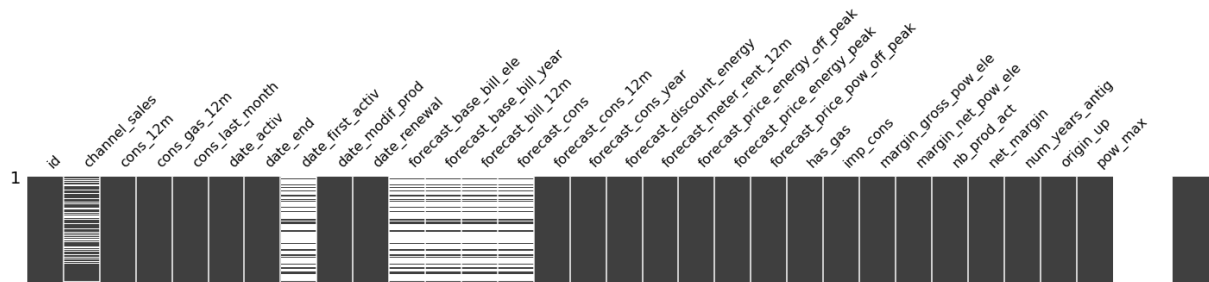 id
channel_sales
cons_12m
cons_gas_12m
cons_last_month
date_activ
date_end
date_first_activ
date_modif_prod
date_renewal
forecast_base_bill_ele
forecast_base_bill_year
forecast_bill_12m
forecast_cons
forecast_cons_12m
forecast_cons_year
forecast_discount_energy
forecast_meter_rent_12m
forecast_price_energy_off_peak
forecast_price_energy_peak
forecast_price_pow_off_peak
has_gas
imp_cons
margin_gross_pow_ele
margin_net_pow_ele
nb_prod_act
net_margin
num_years_antig
origin_up
pow_max
1